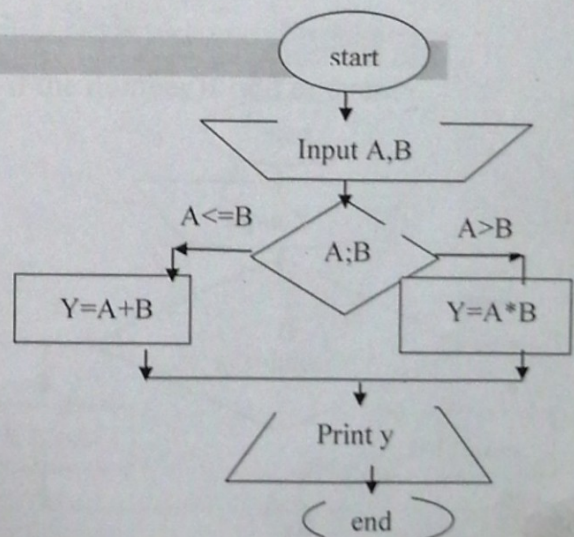 start
Input A,B
A<=B
A>B
A;B
Y=A+B
Y=A*B
Print y
end